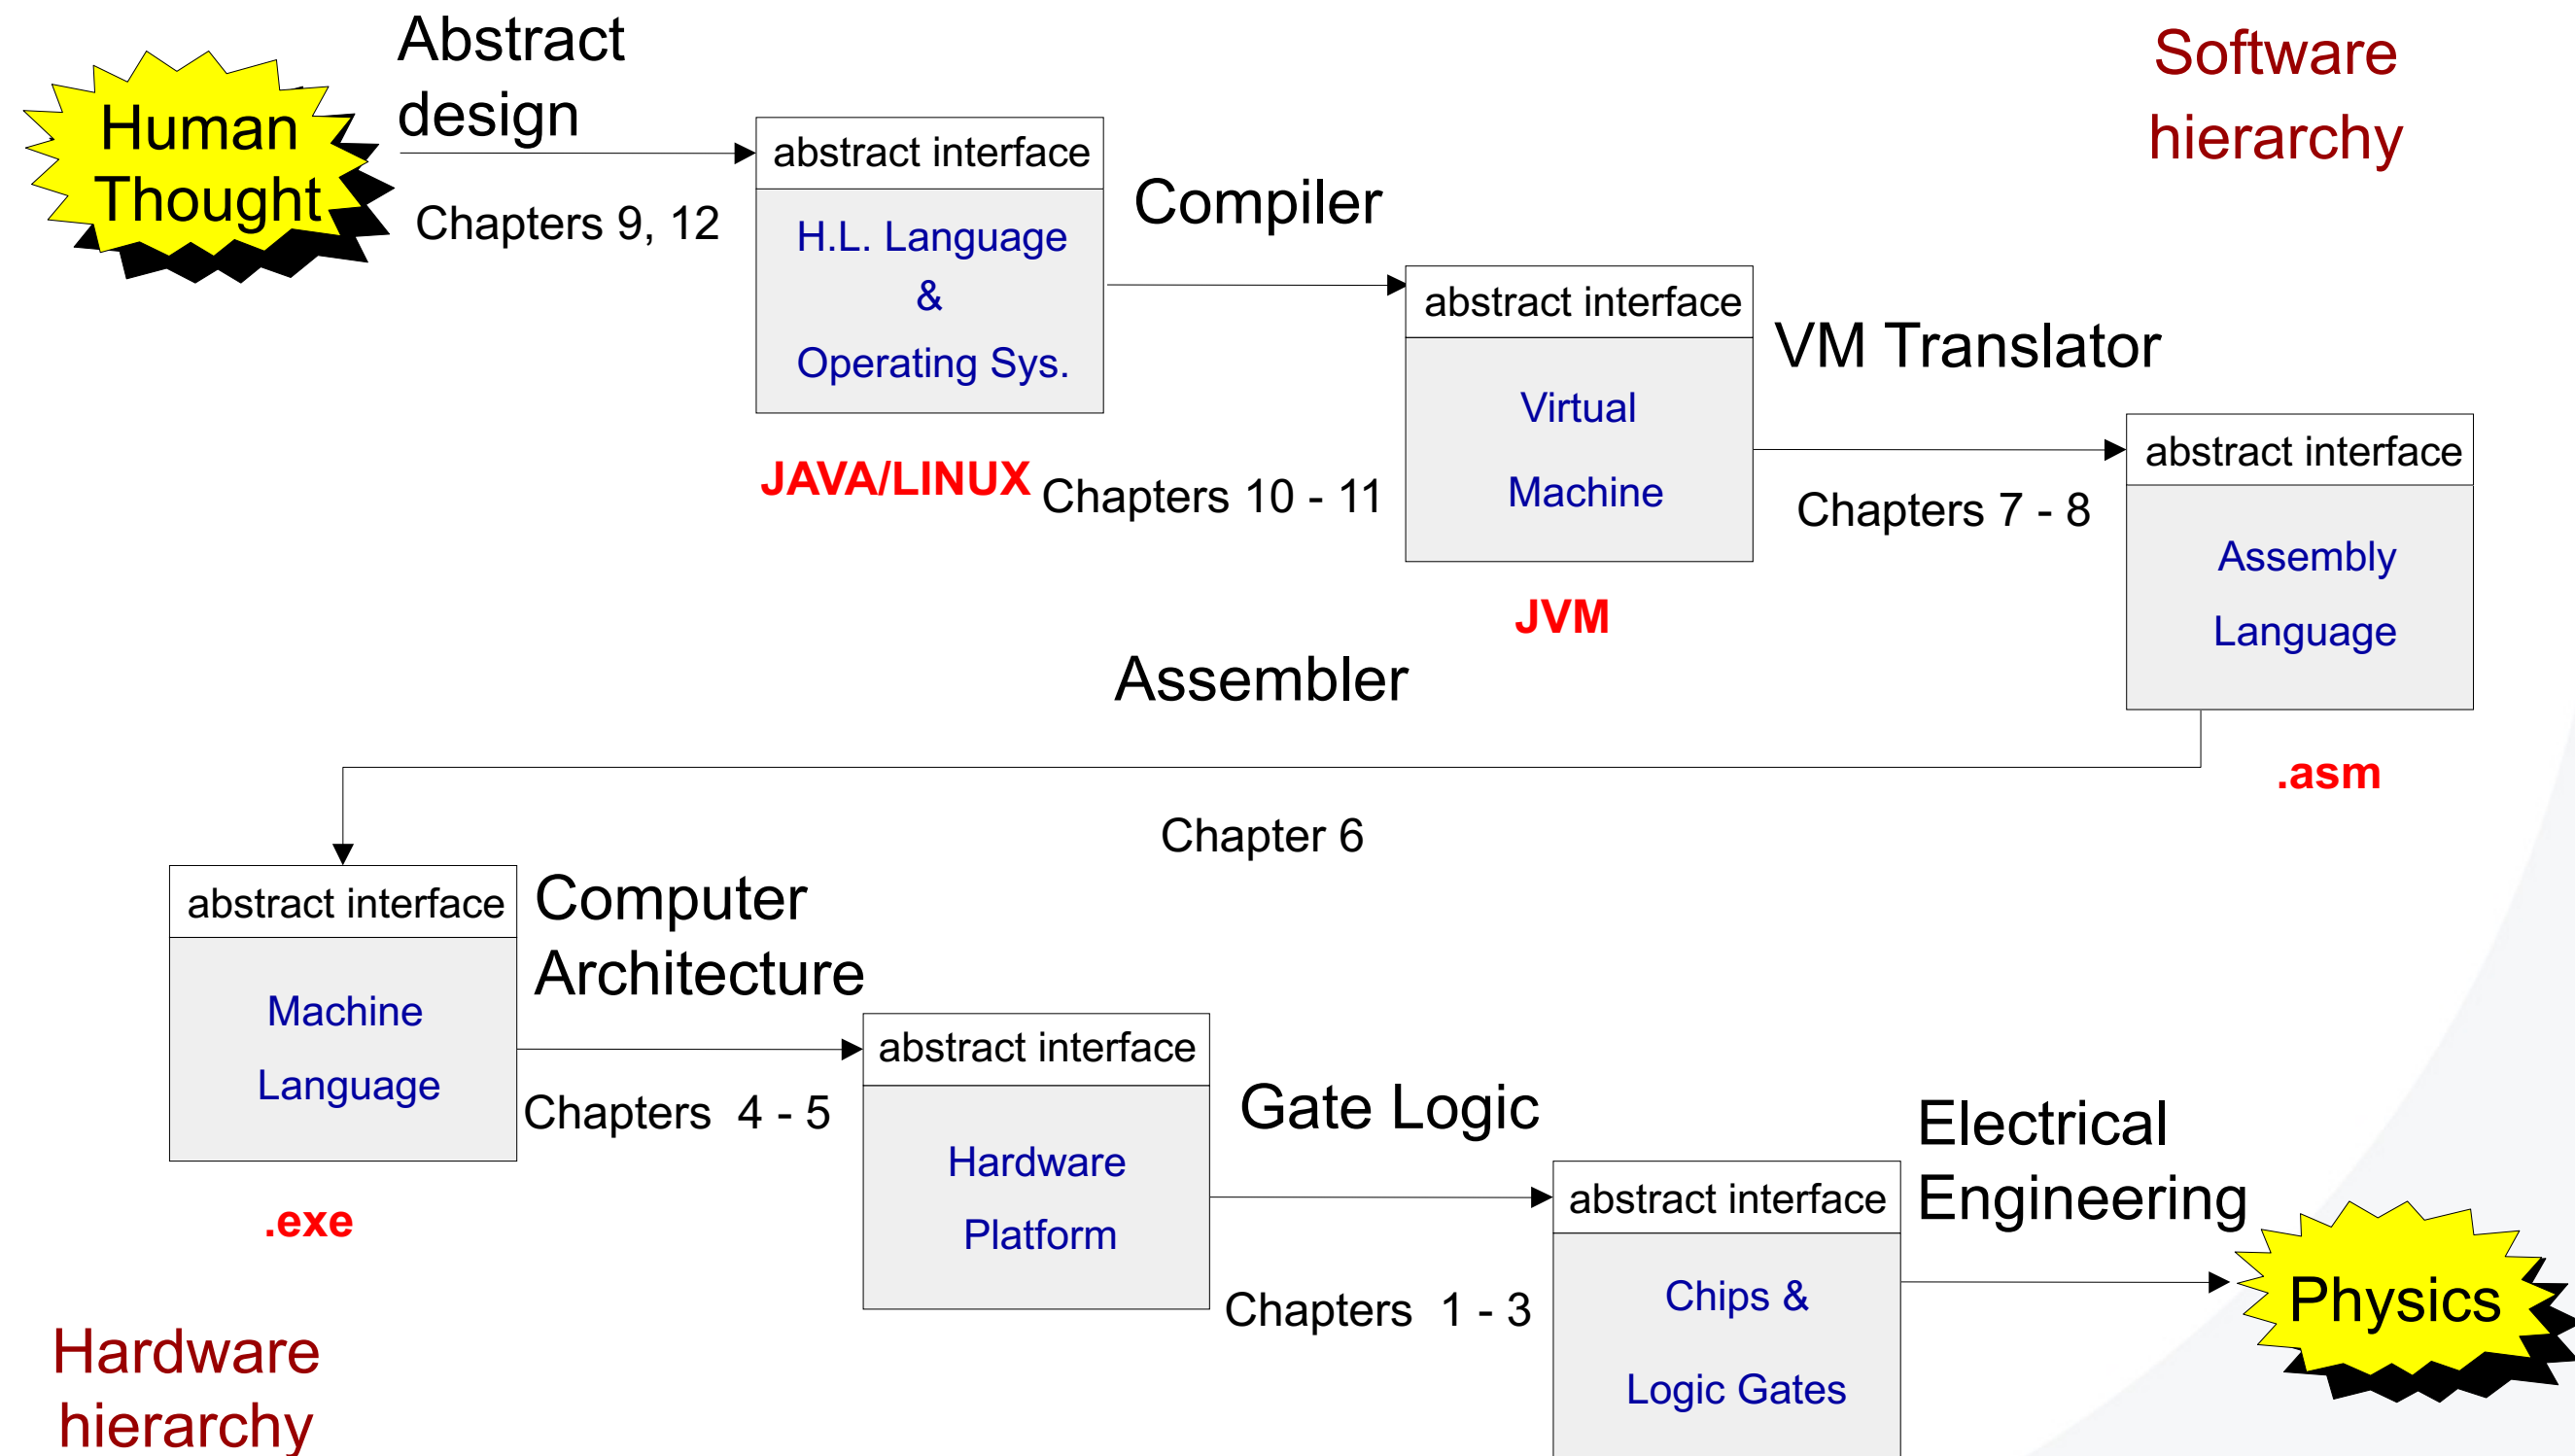 Human
Thought
Abstract
design
Chapters 9, 12
Software
hierarchy
abstract interface
H.L. Language
&
Operating Sys.
JAVA/LINUX
Compiler
Chapters 10 - 11
abstract interface
Virtual
Machine
JVM
VM Translator
Chapters 7 - 8
abstract interface
Assembly
Language
.asm
Assembler
Chapter 6
abstract interface
Machine
Language
.exe
Computer
Architecture
Chapters 4 - 5
abstract interface
Hardware
Platform
Gate Logic
Chapters 1 - 3
abstract interface
Chips &
Logic Gates
Electrical
Engineering
Physics
Hardware
hierarchy